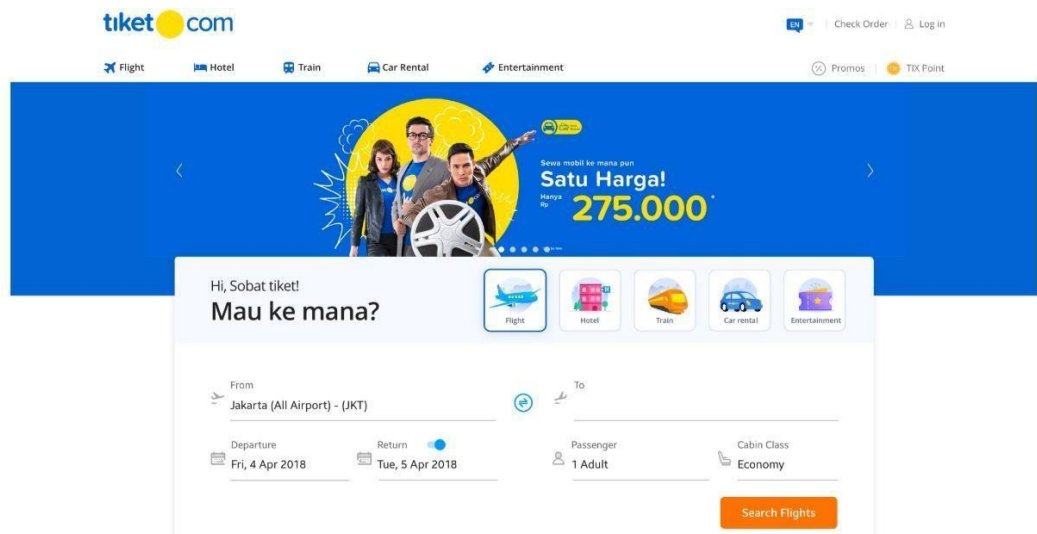 tiket com
EN Check Order Log in
Flight Hotel Train Car Rental Entertainment Promos TIX Point
Sewa mobil ke mana pun
Satu Harga!
Hanya Rp 275.000*
Hi, Sobat tiket!
Mau ke mana?
Flight Hotel Train Car rental Entertainment
From To
Jakarta (All Airport) - (JKT)
Departure Return Passenger Cabin Class
Fri, 4 Apr 2018 Tue, 5 Apr 2018 1 Adult Economy
Search Flights